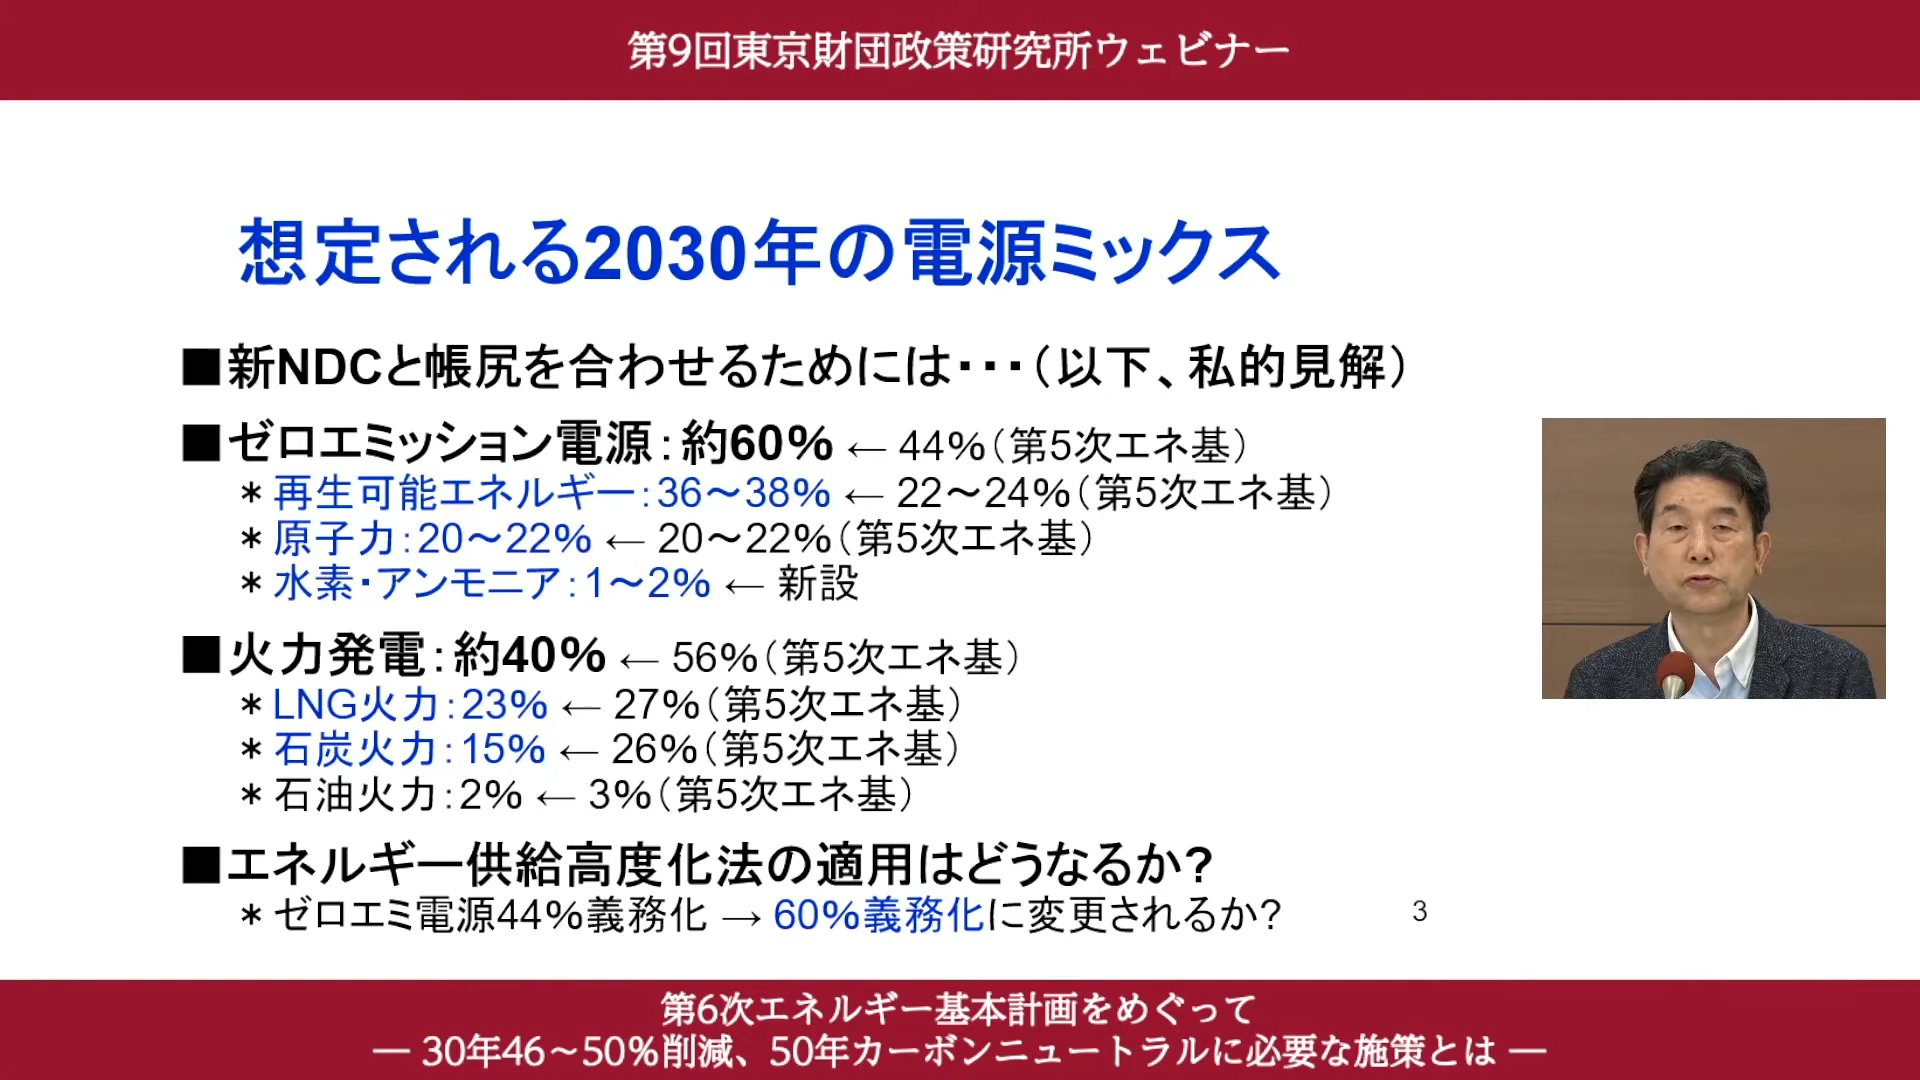 第9回東京財団政策研究所ウェビナー
想定される2030年の電源ミックス
■新NDCと帳尻を合わせるためには・・・（以下、私的見解）
■ゼロエミッション電源：約60% ← 44%（第5次エネ基）
＊再生可能エネルギー：36～38% ← 22～24%（第5次エネ基）
＊原子力：20～22% ← 20～22%（第5次エネ基）
＊水素・アンモニア：1～2% ← 新設
■火力発電：約40% ← 56%（第5次エネ基）
＊LNG火力：23% ← 27%（第5次エネ基）
＊石炭火力：15% ← 26%（第5次エネ基）
＊石油火力：2% ← 3%（第5次エネ基）
■エネルギー供給高度化法の適用はどうなるか?
＊ゼロエミ電源44%義務化 → 60%義務化に変更されるか?
3
第6次エネルギー基本計画をめぐって
― 30年46～50%削減、50年カーボンニュートラルに必要な施策とは ―